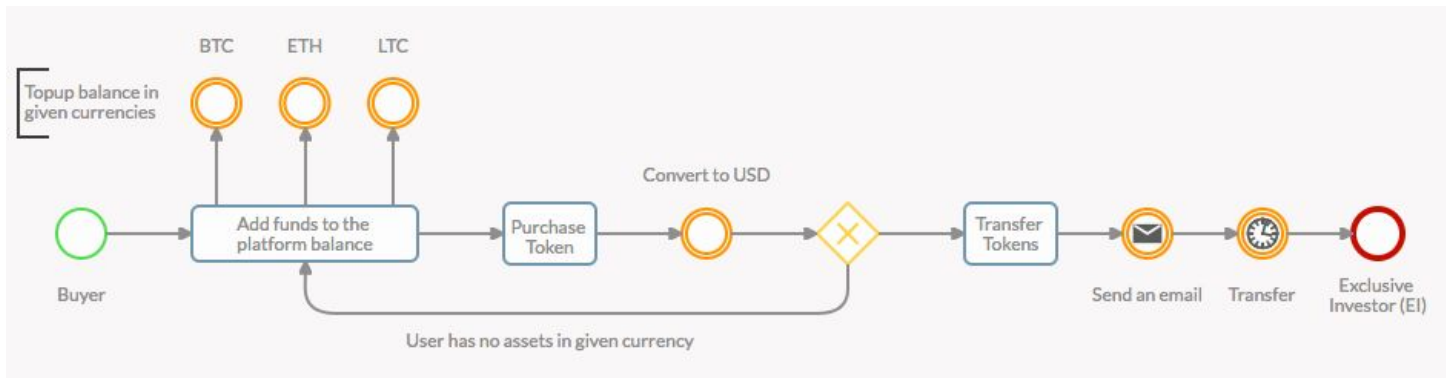 BTC
ETH
LTC
Topup balance in
given currencies
Convert to USD
Add funds to the
platform balance
Purchase
Token
Transfer
Tokens
Buyer
Send an email
Transfer
Exclusive
Investor (EI)
User has no assets in given currency